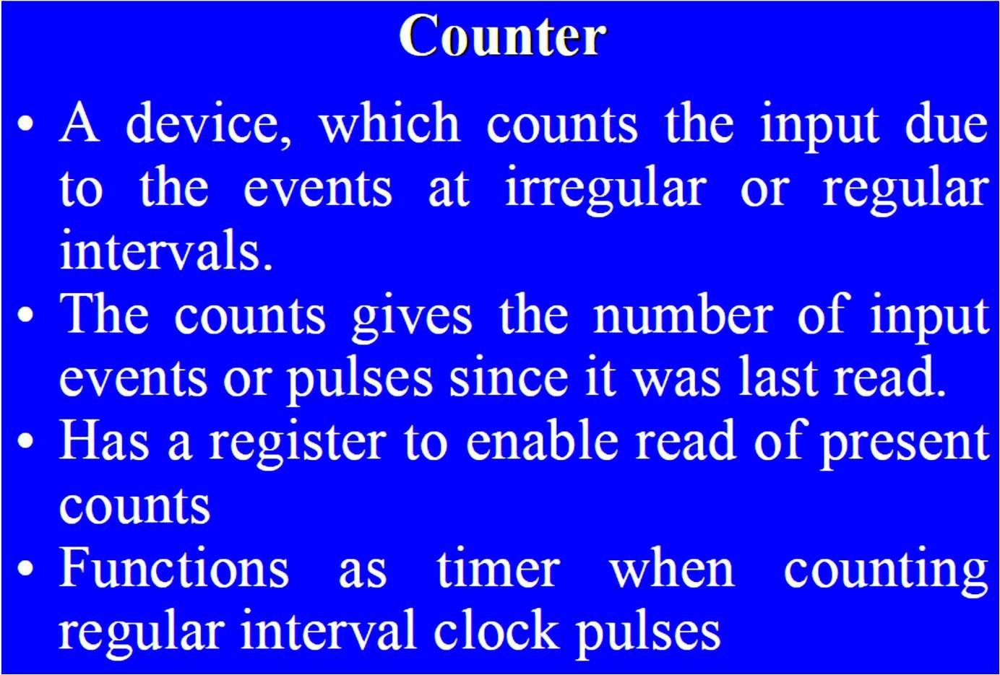 Counter
• A device, which counts the input due
to the events at irregular or regular
intervals.
• The counts gives the number of input
events or pulses since it was last read.
• Has a register to enable read of present
counts
• Functions as timer when counting
regular interval clock pulses